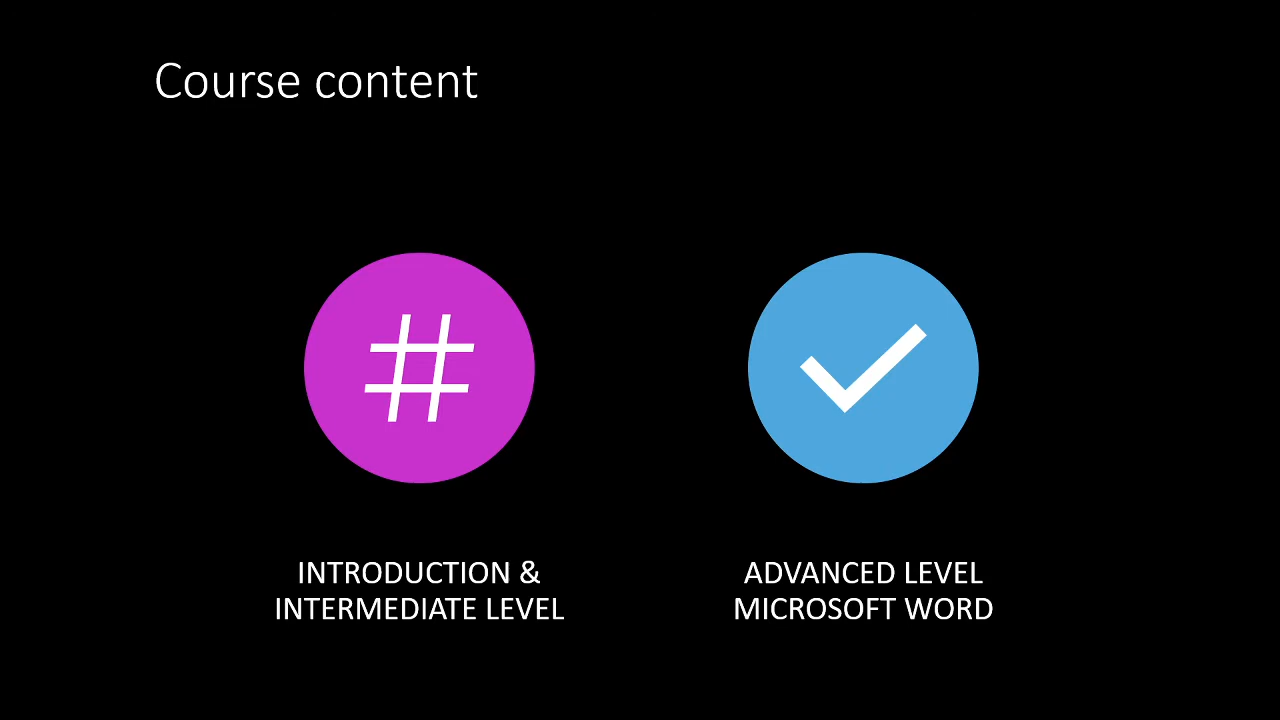 Course content
#
INTRODUCTION &
INTERMEDIATE LEVEL
ADVANCED LEVEL
MICROSOFT WORD